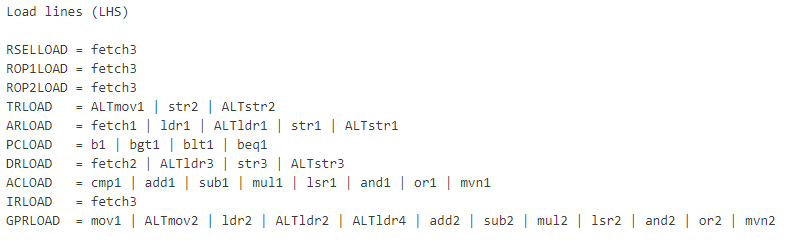 Load lines (LHS)
RSELLOAD = fetch3
ROP1LOAD = fetch3
ROP2LOAD = fetch3
TRLOAD   = ALTmov1 | str2 | ALTstr2
ARLOAD   = fetch1 | ldr1 | ALTldr1 | str1 | ALTstr1
PCLOAD   = b1 | bgt1 | blt1 | beq1
DRLOAD   = fetch2 | ALTldr3 | str3 | ALTstr3
ACLOAD   = cmp1 | add1 | sub1 | mul1 | lsr1 | and1 | or1 | mvn1
IRLOAD   = fetch3
GPRLOAD  = mov1 | ALTmov2 | ldr2 | ALTldr2 | ALTldr4 | add2 | sub2 | mul2 | lsr2 | and2 | or2 | mvn2